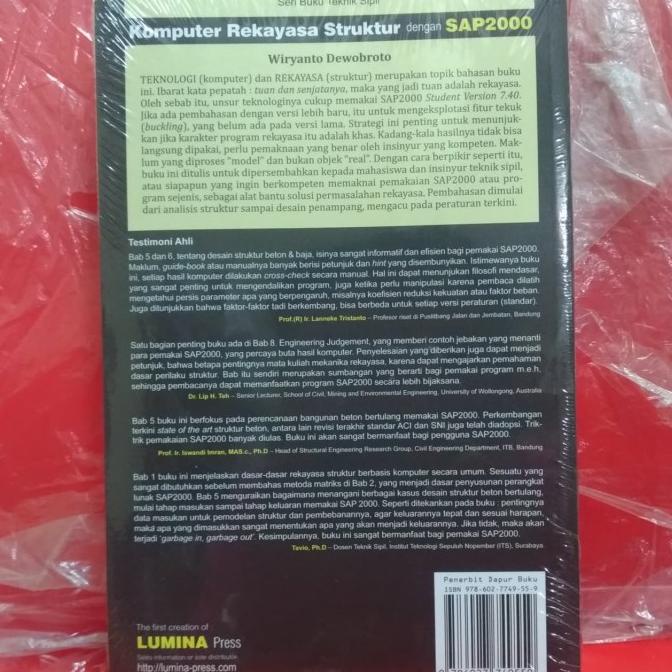 Seri Buku Teknik Sipil
Komputer Rekayasa Struktur dengan SAP2000
Wiryanto Dewobroto
TEKNOLOGI (komputer) dan REKAYASA (struktur) merupakan topik bahasan buku
ini. Ibarat kata pepatah : tuan dan senjatanya, maka yang jadi tuan adalah rekayasa.
Oleh sebab itu, unsur teknologinya cukup memakai SAP2000 Student Version 7.40.
Jika ada pembahasan dengan versi lebih baru, itu untuk mengeksplotasi fitur tekuk
(buckling), yang belum ada pada versi lama. Strategi ini penting untuk menunjuk-
kan jika karakter program rekayasa itu adalah khas. Kadang-kala hasilnya tidak bisa
langsung dipakai, perlu pemaknaan yang benar oleh insinyur yang kompeten. Mak-
lum yang diproses "model" dan bukan objek "real". Dengan cara berpikir seperti itu,
buku ini ditulis untuk dipersembahkan kepada mahasiswa dan insinyur teknik sipil,
atau siapapun yang ingin berkompeten memaknai pemakaian SAP2000 atau pro-
gram sejenis, sebagai alat bantu solusi permasalahan rekayasa. Pembahasan dimulai
dari analisis struktur sampai desain penampang, mengacu pada peraturan terkini.
Testimoni Ahli
Bab 5 dan 6, tentang desain struktur beton & baja, isinya sangat informatif dan efisien bagi pemakai SAP2000.
Maklum, guide-book atau manualnya banyak berisi petunjuk dan hint yang disembunyikan. Istimewanya buku
ini, setiap hasil komputer dilakukan cross-check secara manual. Hal ini dapat menunjukan filosofi mendasar,
yang sangat penting untuk mengendalikan program, juga ketika perlu manipulasi karena pembaca dilatih
mengetahui persis parameter apa yang berpengaruh, misalnya koefisien reduksi kekuatan atau faktor beban.
Juga ditunjukkan bahwa faktor-faktor tadi berkembang, bisa berbeda untuk setiap versi peraturan (standar).
Prof.(R) Ir. Lanneke Tristanto – Profesor riset di Puslitbang Jalan dan Jembatan, Bandung
Satu bagian penting buku ada di Bab 8. Engineering Judgement, yang memberi contoh jebakan yang menanti
para pemakai SAP2000, yang percaya buta hasil komputer. Penyelesaian yang diberikan juga dapat menjadi
petunjuk, bahwa betapa pentingnya mata kuliah mekanika rekayasa, karena dapat mengajarkan pemahaman
dasar perilaku struktur. Bab itu sendiri merupakan sumbangan yang berarti bagi pemakai program m.e.h,
sehingga pembacanya dapat memanfaatkan program SAP2000 secara lebih bijaksana.
Dr. Lip H. Teh – Senior Lecturer, School of Civil, Mining and Environmental Engineering, University of Wollongong, Australia
Bab 5 buku ini berfokus pada perencanaan bangunan beton bertulang memakai SAP2000. Perkembangan
terkini state of the art struktur beton, antara lain revisi terakhir standar ACI dan SNI juga telah diadopsi. Trik-
trik pemakaian SAP2000 banyak diulas. Buku ini akan sangat bermanfaat bagi pengguna SAP2000.
Prof. Ir. Iswandi Imran, MAS.c., Ph.D – Head of Structural Engineering Research Group, Civil Engineering Department, ITB, Bandung
Bab 1 buku ini menjelaskan dasar-dasar rekayasa struktur berbasis komputer secara umum. Sesuatu yang
sangat dibutuhkan sebelum membahas metoda matriks di Bab 2, yang menjadi dasar penyusunan perangkat
lunak SAP2000. Bab 5 menguraikan bagaimana menangani berbagai kasus desain struktur beton bertulang,
mulai tahap masukan sampai tahap keluaran memakai SAP 2000. Seperti ditekankan pada buku : pentingnya
data masukan untuk pemodelan struktur dan pembebanannya, agar keluarannya tepat dan sesuai harapan,
maka apa yang dimasukkan sangat menentukan apa yang akan menjadi keluarannya. Jika tidak, maka akan
terjadi 'garbage in, garbage out'. Kesimpulannya, buku ini sangat bermanfaat bagi pemakai SAP2000.
Tavio, Ph.D – Dosen Teknik Sipil, Institut Teknologi Sepuluh Nopember (ITS), Surabaya
Penerbit Dapur Buku
ISBN 978-602-7749-55-9
The first creation of
LUMINA Press
Sales information or sole distributor
http://lumina-press.com